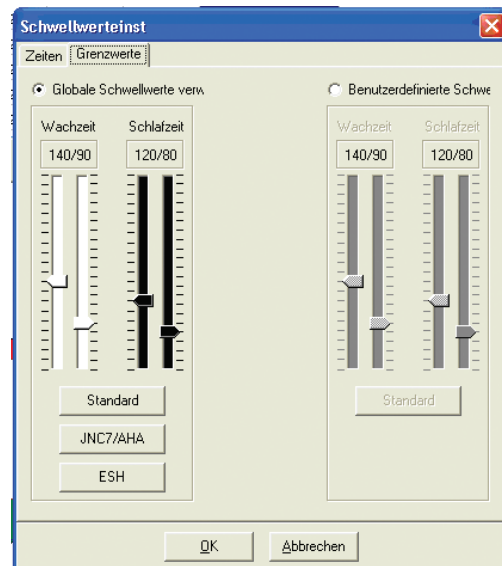 Schwellwerteinst
Zeiten Grenzwerte
Globale Schwellwerte verw
Wachzeit Schlafzeit
140/90 120/80
Standard
JNC7/AHA
ESH
Benutzerdefinierte Schwe
Wachzeit Schlafzeit
140/90 120/80
Standard
OK Abbrechen